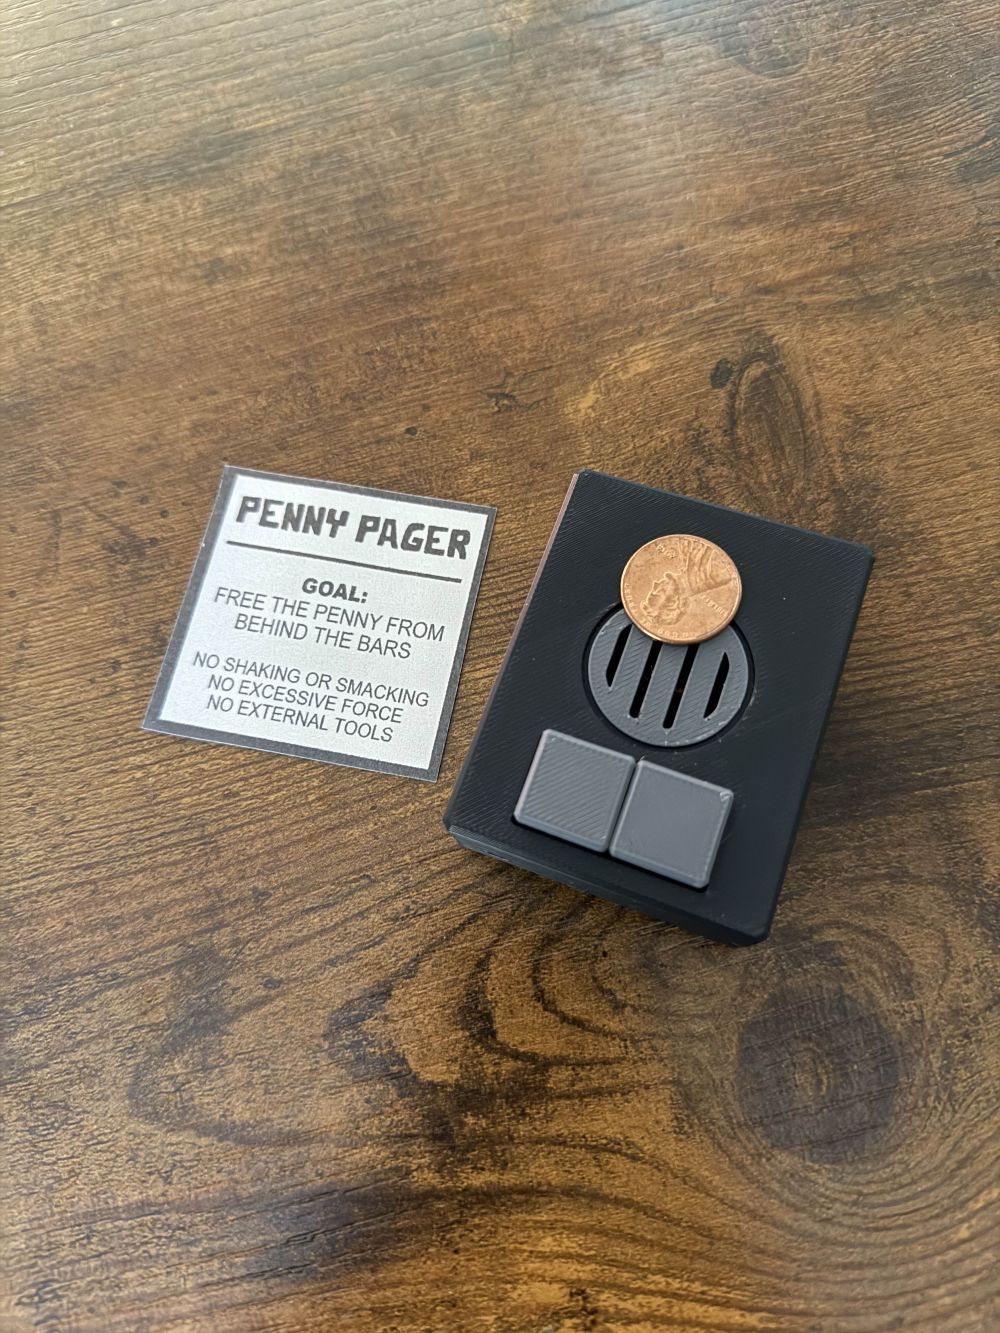 PENNY PAGER
GOAL:
FREE THE PENNY FROM
BEHIND THE BARS
NO SHAKING OR SMACKING
NO EXCESSIVE FORCE
NO EXTERNAL TOOLS